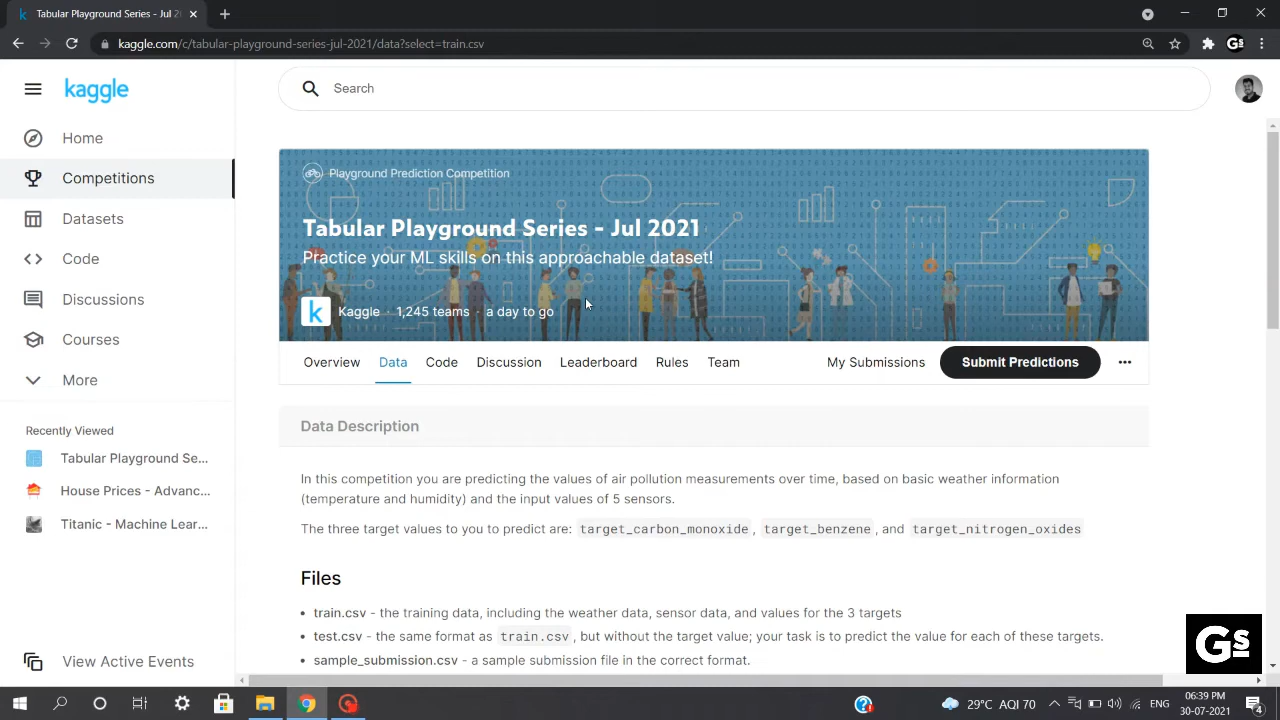 Tabular Playground Series - Jul 2
kaggle.com/c/tabular-playground-series-jul-2021/data?select=train.csv
kaggle
Search
Home
Competitions
Datasets
Code
Discussions
Courses
More
Recently Viewed
Tabular Playground Se...
House Prices - Advanc...
Titanic - Machine Lear...
View Active Events
Playground Prediction Competition
Tabular Playground Series - Jul 2021
Practice your ML skills on this approachable dataset!
k Kaggle · 1,245 teams · a day to go
Overview Data Code Discussion Leaderboard Rules Team My Submissions Submit Predictions
Data Description
In this competition you are predicting the values of air pollution measurements over time, based on basic weather information
(temperature and humidity) and the input values of 5 sensors.
The three target values to you to predict are: target_carbon_monoxide, target_benzene, and target_nitrogen_oxides
Files
• train.csv - the training data, including the weather data, sensor data, and values for the 3 targets
• test.csv - the same format as train.csv, but without the target value; your task is to predict the value for each of these targets.
• sample_submission.csv - a sample submission file in the correct format.
Gs
29°C AQI 70 ENG
06:39 PM
30-07-2021
4